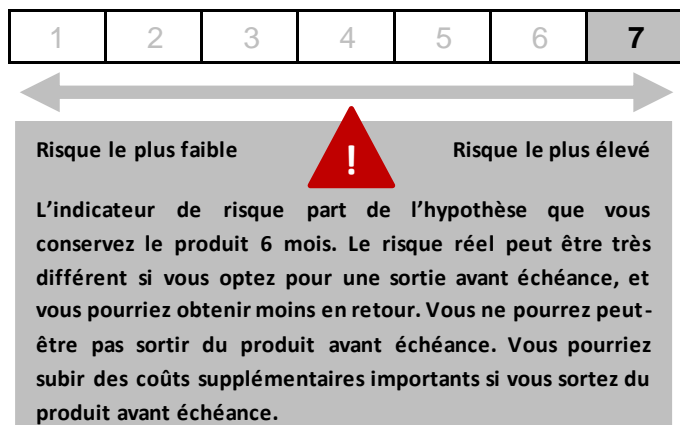 1 2 3 4 5 6 7
!
Risque le plus faible Risque le plus élevé
L’indicateur de risque part de l’hypothèse que vous
conservez le produit 6 mois. Le risque réel peut être très
différent si vous optez pour une sortie avant échéance, et
vous pourriez obtenir moins en retour. Vous ne pourrez peut-
être pas sortir du produit avant échéance. Vous pourriez
subir des coûts supplémentaires importants si vous sortez du
produit avant échéance.